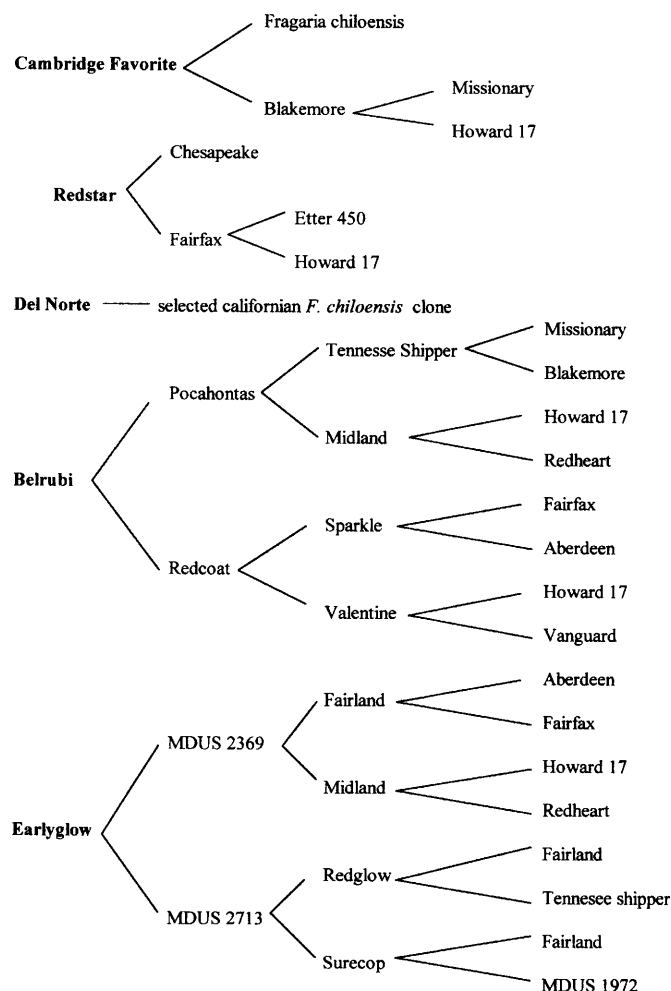 Fragaria chiloensis
Cambridge Favorite
Missionary
Blakemore
Howard 17
Chesapeake
Redstar
Etter 450
Fairfax
Howard 17
Del Norte selected californian F. chiloensis clone
Missionary
Tennesse Shipper
Blakemore
Pocahontas
Howard 17
Midland
Redheart
Belrubi
Fairfax
Sparkle
Aberdeen
Redcoat
Howard 17
Valentine
Vanguard
Aberdeen
Fairland
Fairfax
MDUS 2369
Howard 17
Midland
Redheart
Earlyglow
Fairland
Redglow
Tennesee shipper
MDUS 2713
Fairland
Surecop
MDUS 1972